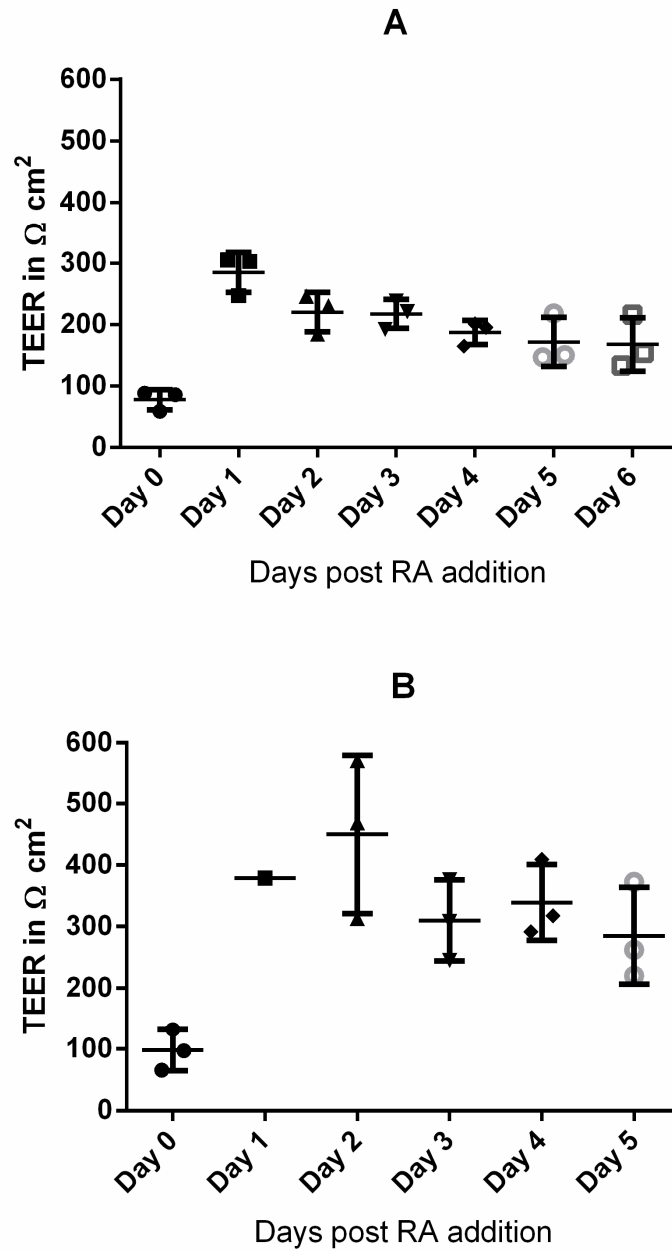 A
TEER in Ω cm²
600
500
400
300
200
100
0
Day 0
Day 1
Day 2
Day 3
Day 4
Day 5
Day 6
Days post RA addition
B
TEER in Ω cm²
600
500
400
300
200
100
0
Day 0
Day 1
Day 2
Day 3
Day 4
Day 5
Days post RA addition